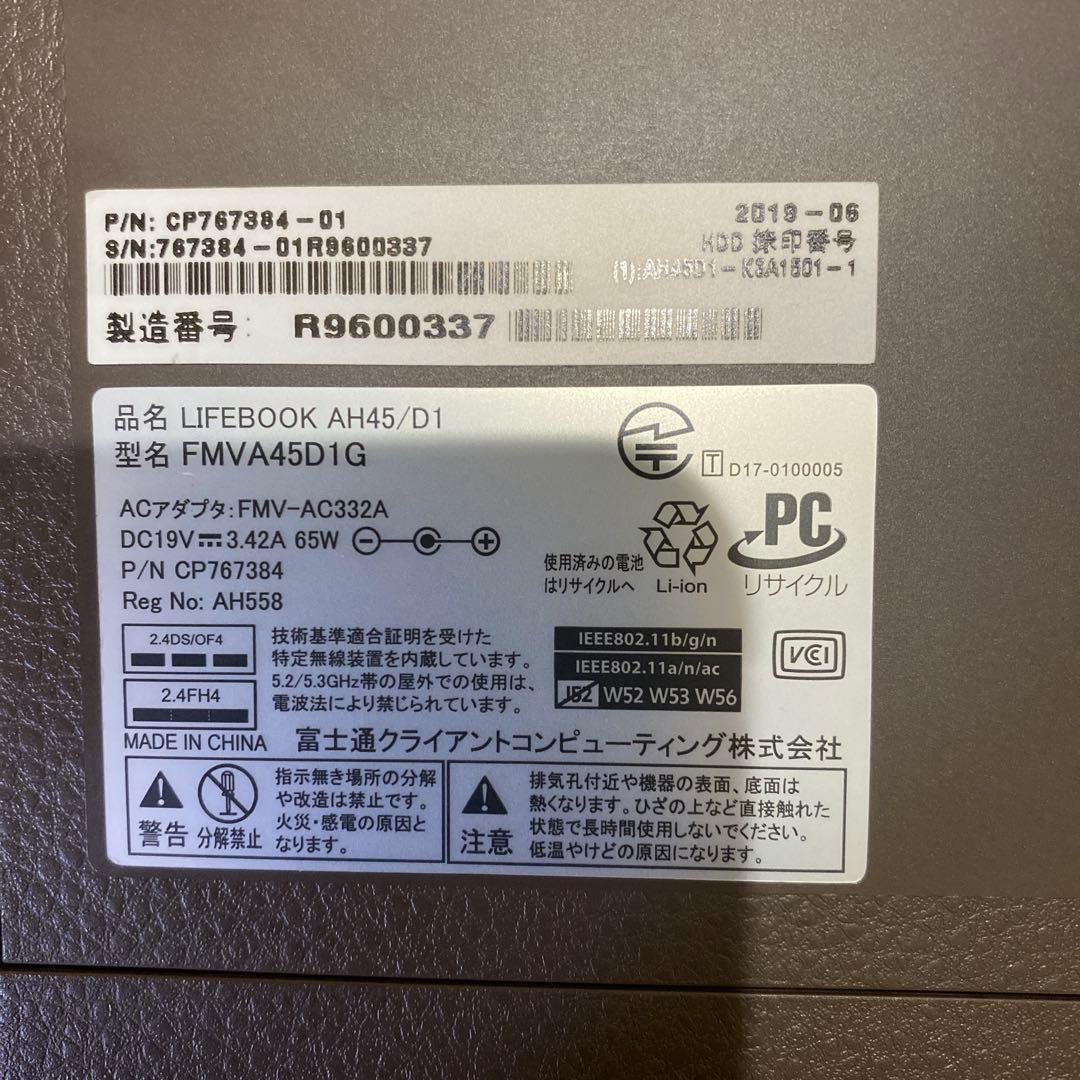 P/N: CP767384-01
S/N:767384-01R9600337
2019-06
HDD 捺印番号
(1):AH45D1-K3A1601-1
製造番号: R9600337
品名 LIFEBOOK AH45/D1
型名 FMVA45D1G
T D17-0100005
ACアダプタ:FMV-AC332A
DC19V 3.42A 65W
P/N CP767384
Reg No: AH558
使用済みの電池
はリサイクルへ
Li-ion
PC
リサイクル
2.4DS/OF4
2.4FH4
技術基準適合証明を受けた
特定無線装置を内蔵しています。
5.2/5.3GHz帯の屋外での使用は、
電波法により禁じられています。
IEEE802.11b/g/n
IEEE802.11a/n/ac
J52 W52 W53 W56
VCI
MADE IN CHINA 富士通クライアントコンピューティング株式会社
警告
分解禁止
指示無き場所の分解
や改造は禁止です。
火災・感電の原因と
なります。
注意
排気孔付近や機器の表面、底面は
熱くなります。ひざの上など直接触れた
状態で長時間使用しないでください。
低温やけどの原因になります。